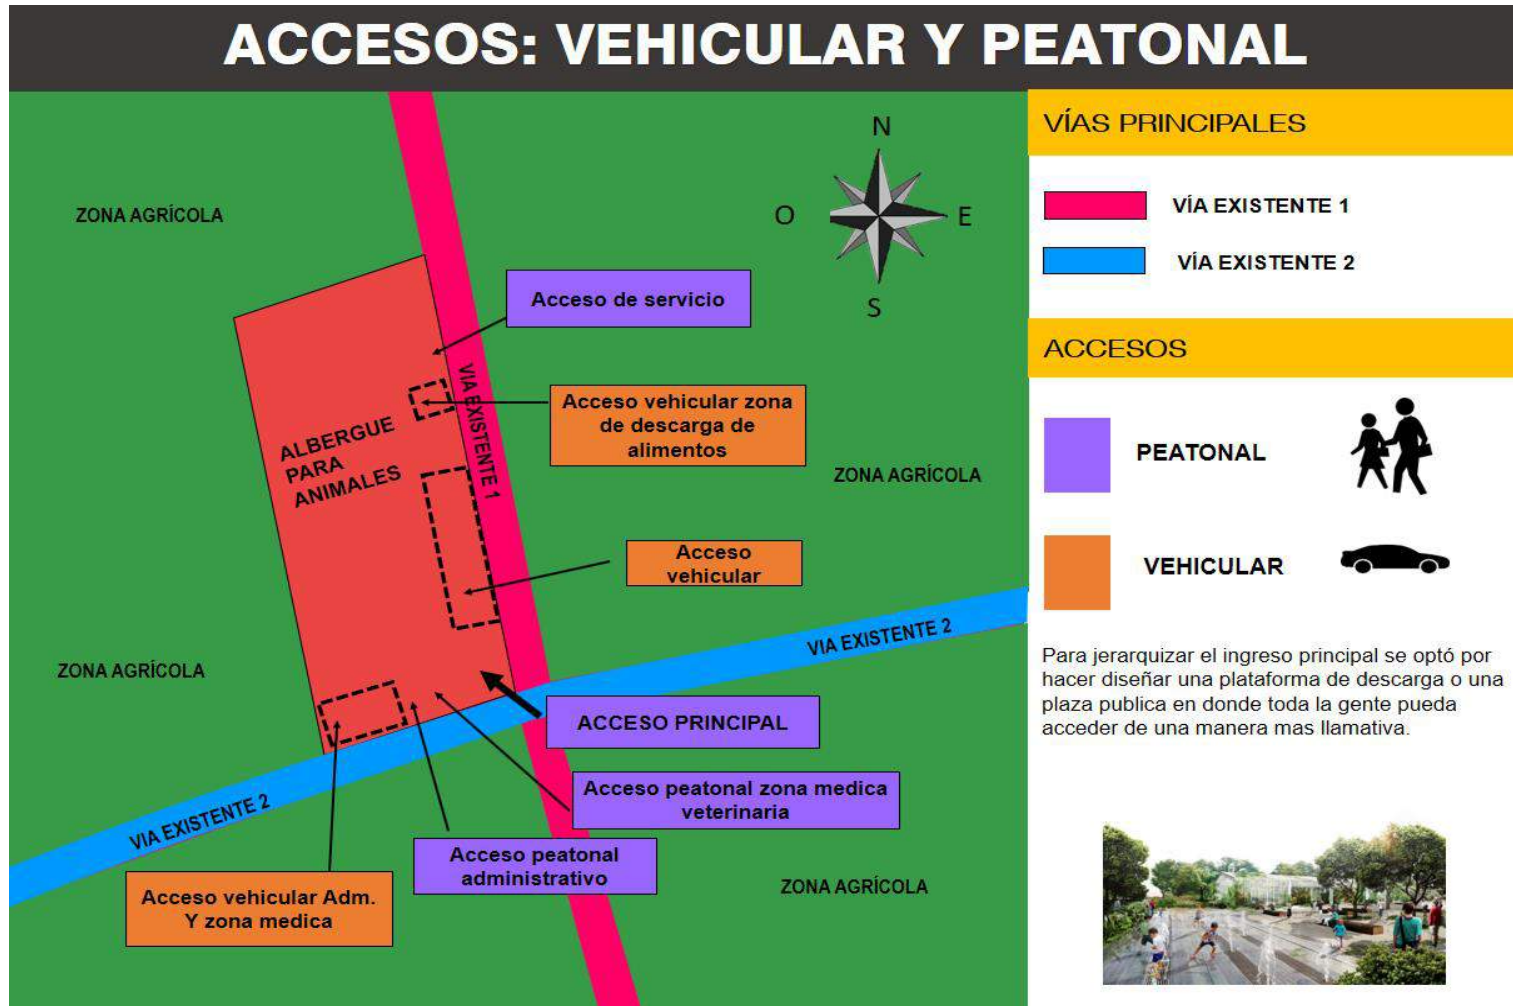 ACCESOS: VEHICULAR Y PEATONAL
N
O
E
S
ZONA AGRÍCOLA
Acceso de servicio
VIA EXISTENTE 1
Acceso vehicular zona
de descarga de
alimentos
ALBERGUE
PARA
ANIMALES
ZONA AGRÍCOLA
Acceso
vehicular
VIA EXISTENTE 2
ZONA AGRÍCOLA
ACCESO PRINCIPAL
Acceso peatonal zona medica
veterinaria
VIA EXISTENTE 2
Acceso peatonal
administrativo
ZONA AGRÍCOLA
Acceso vehicular Adm.
Y zona medica
VÍAS PRINCIPALES
VÍA EXISTENTE 1
VÍA EXISTENTE 2
ACCESOS
PEATONAL
VEHICULAR
Para jerarquizar el ingreso principal se optó por
hacer diseñar una plataforma de descarga o una
plaza publica en donde toda la gente pueda
acceder de una manera mas llamativa.